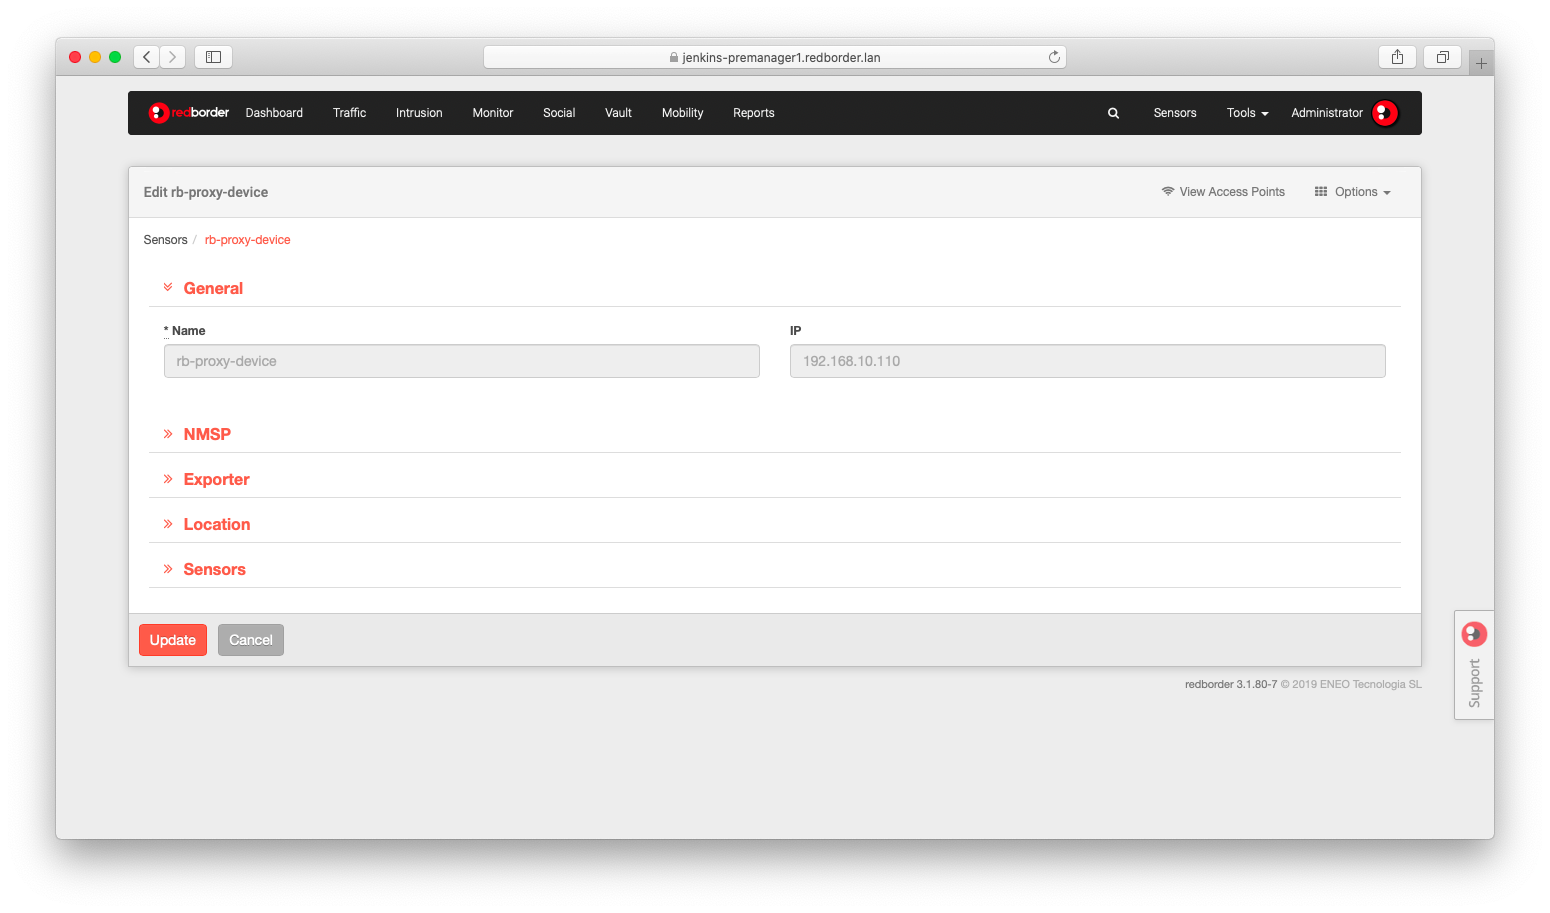 jenkins-premanager1.redborder.lan
redborder Dashboard Traffic Intrusion Monitor Social Vault Mobility Reports Sensors Tools Administrator
Edit rb-proxy-device View Access Points Options
Sensors / rb-proxy-device
General
* Name IP
rb-proxy-device 192.168.10.110
NMSP
Exporter
Location
Sensors
Update Cancel
Support
redborder 3.1.80-7 © 2019 ENEO Tecnologia SL